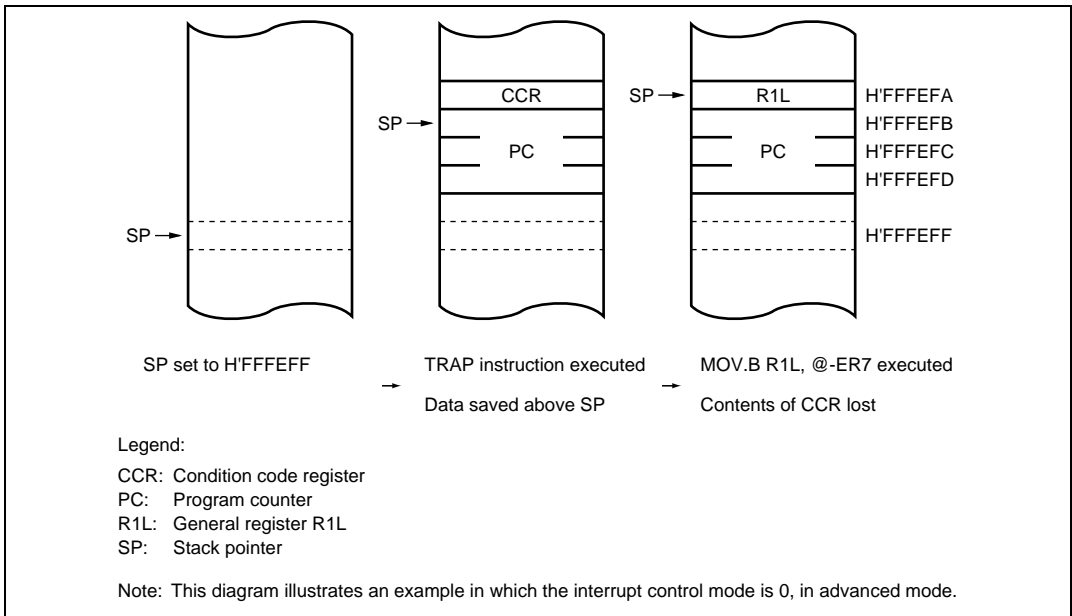 CCR
SP
R1L
H'FFFEFA
SP
H'FFFEFB
PC
PC
H'FFFEFC
H'FFFEFD
SP
H'FFFEFF
SP set to H'FFFEFF
TRAP instruction executed
MOV.B R1L, @-ER7 executed
Data saved above SP
Contents of CCR lost
Legend:
CCR: Condition code register
PC: Program counter
R1L: General register R1L
SP: Stack pointer
Note: This diagram illustrates an example in which the interrupt control mode is 0, in advanced mode.